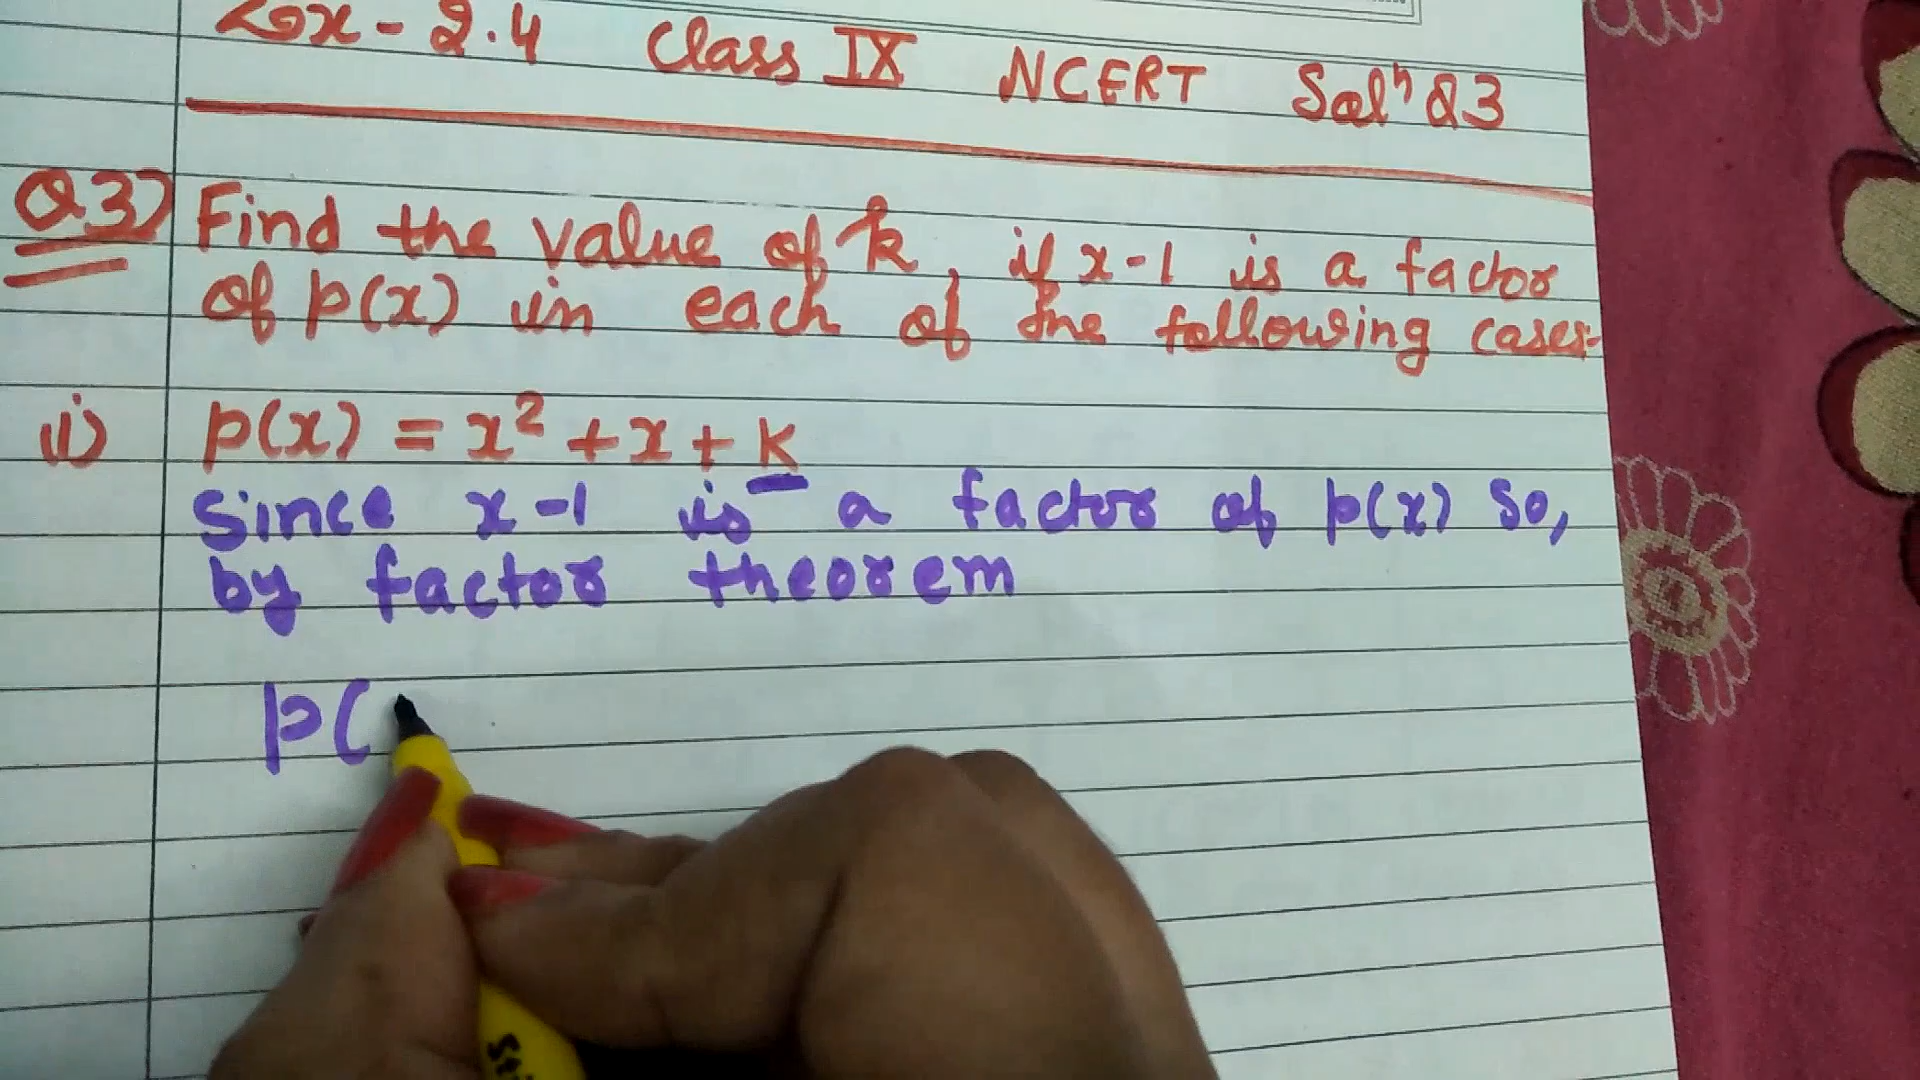 Ex - 2.4 Class IX NCERT Solⁿ Q3
Q3) Find the value of k, if x-1 is a factor
of p(x) in each of the following cases:-
i) p(x) = x² + x + k
Since x-1 is a factor of p(x) So,
by factor theorem
p(